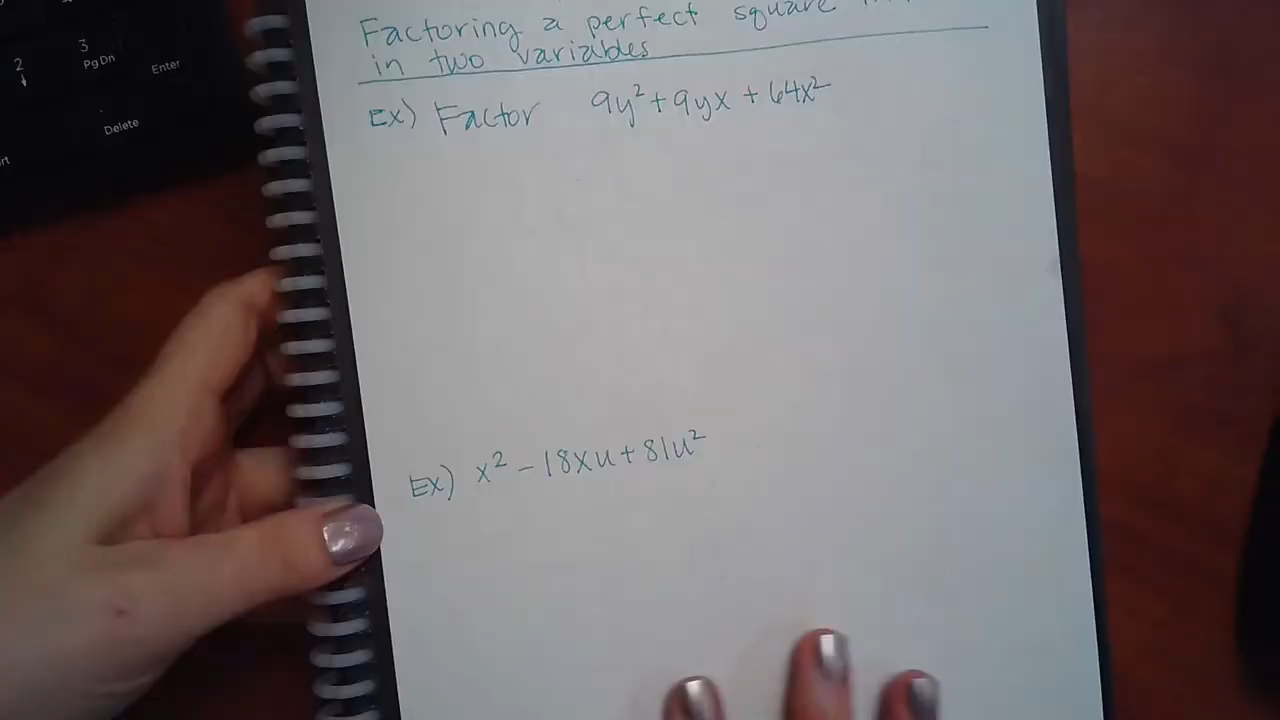 3
PgDn
2
Enter
Delete
Factoring a perfect square
in two variables
Ex) Factor 9y²+9yx+64x²
Ex) x²-18xu+81u²